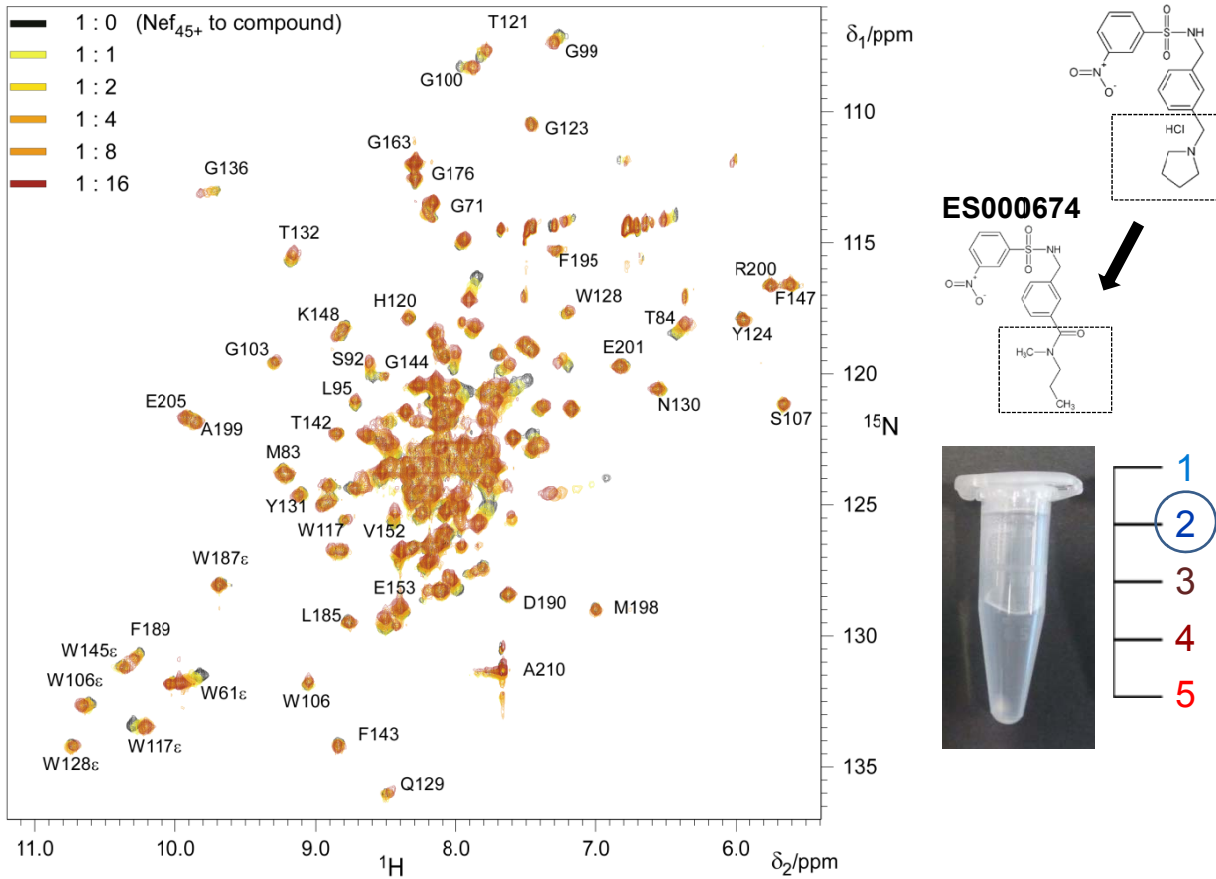 1 : 0 (Nef45+ to compound)
1 : 1
1 : 2
1 : 4
1 : 8
1 : 16
T121
G99
G100
G123
G163
G176
G71
G136
T132
F195
W128
R200
F147
H120
K148
T84
Y124
G103
S92
G144
E201
L95
N130
E205
A199
T142
S107
M83
Y131
W117
V152
W187ε
E153
D190
M198
L185
F189
W145ε
W106ε
W61ε
W106
A210
F143
W117ε
W128ε
Q129
δ1/ppm
110
115
120
15N
125
130
135
11.0
10.0
9.0
8.0
7.0
6.0
1H
δ2/ppm
O
S
NH
O
O
N+
O-
HCl
N
ES000674
O
S
NH
O
O
N+
O-
O
H3C
N
CH3
1
2
3
4
5